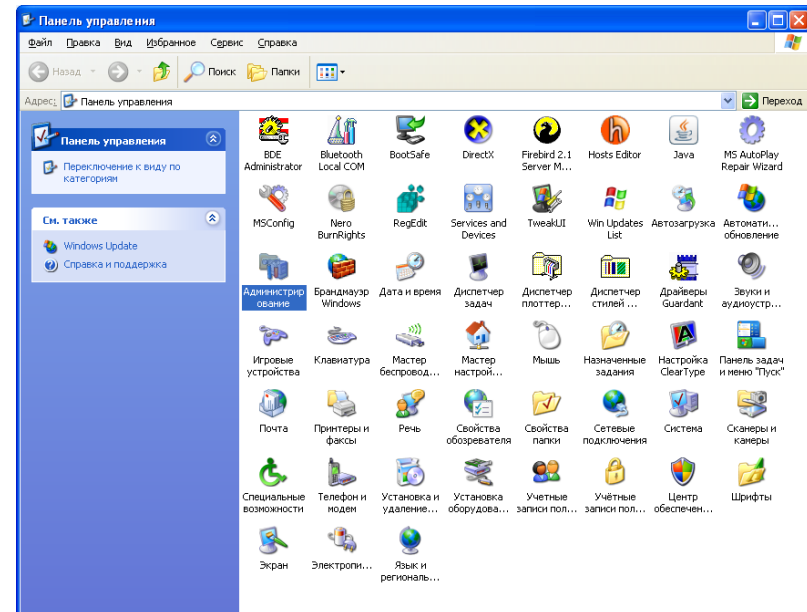 Панель управления
Файл Правка Вид Избранное Сервис Справка
Назад Поиск Папки
Адрес: Панель управления Переход
Панель управления
Переключение к виду по
категориям
См. также
Windows Update
Справка и поддержка
BDE
Administrator
Bluetooth
Local COM
BootSafe
DirectX
Firebird 2.1
Server M...
Hosts Editor
Java
MS AutoPlay
Repair Wizard
MSConfig
Nero
BurnRights
RegEdit
Services and
Devices
TweakUI
Win Updates
List
Автозагрузка
Автомати...
обновление
Администрир
ование
Брандмауэр
Windows
Дата и время
Диспетчер
задач
Диспетчер
плоттер...
Диспетчер
стилей ...
Драйверы
Guardant
Звуки и
аудиоустр...
Игровые
устройства
Клавиатура
Мастер
беспровод...
Мастер
настрой...
Мышь
Назначенные
задания
Настройка
ClearType
Панель задач
и меню "Пуск"
Почта
Принтеры и
факсы
Речь
Свойства
обозревателя
Свойства
папки
Сетевые
подключения
Система
Сканеры и
камеры
Специальные
возможности
Телефон и
модем
Установка и
удаление...
Установка
оборудова...
Учетные
записи пол...
Учётные
записи пол...
Центр
обеспечен...
Шрифты
Экран
Электропи...
Язык и
региональ...